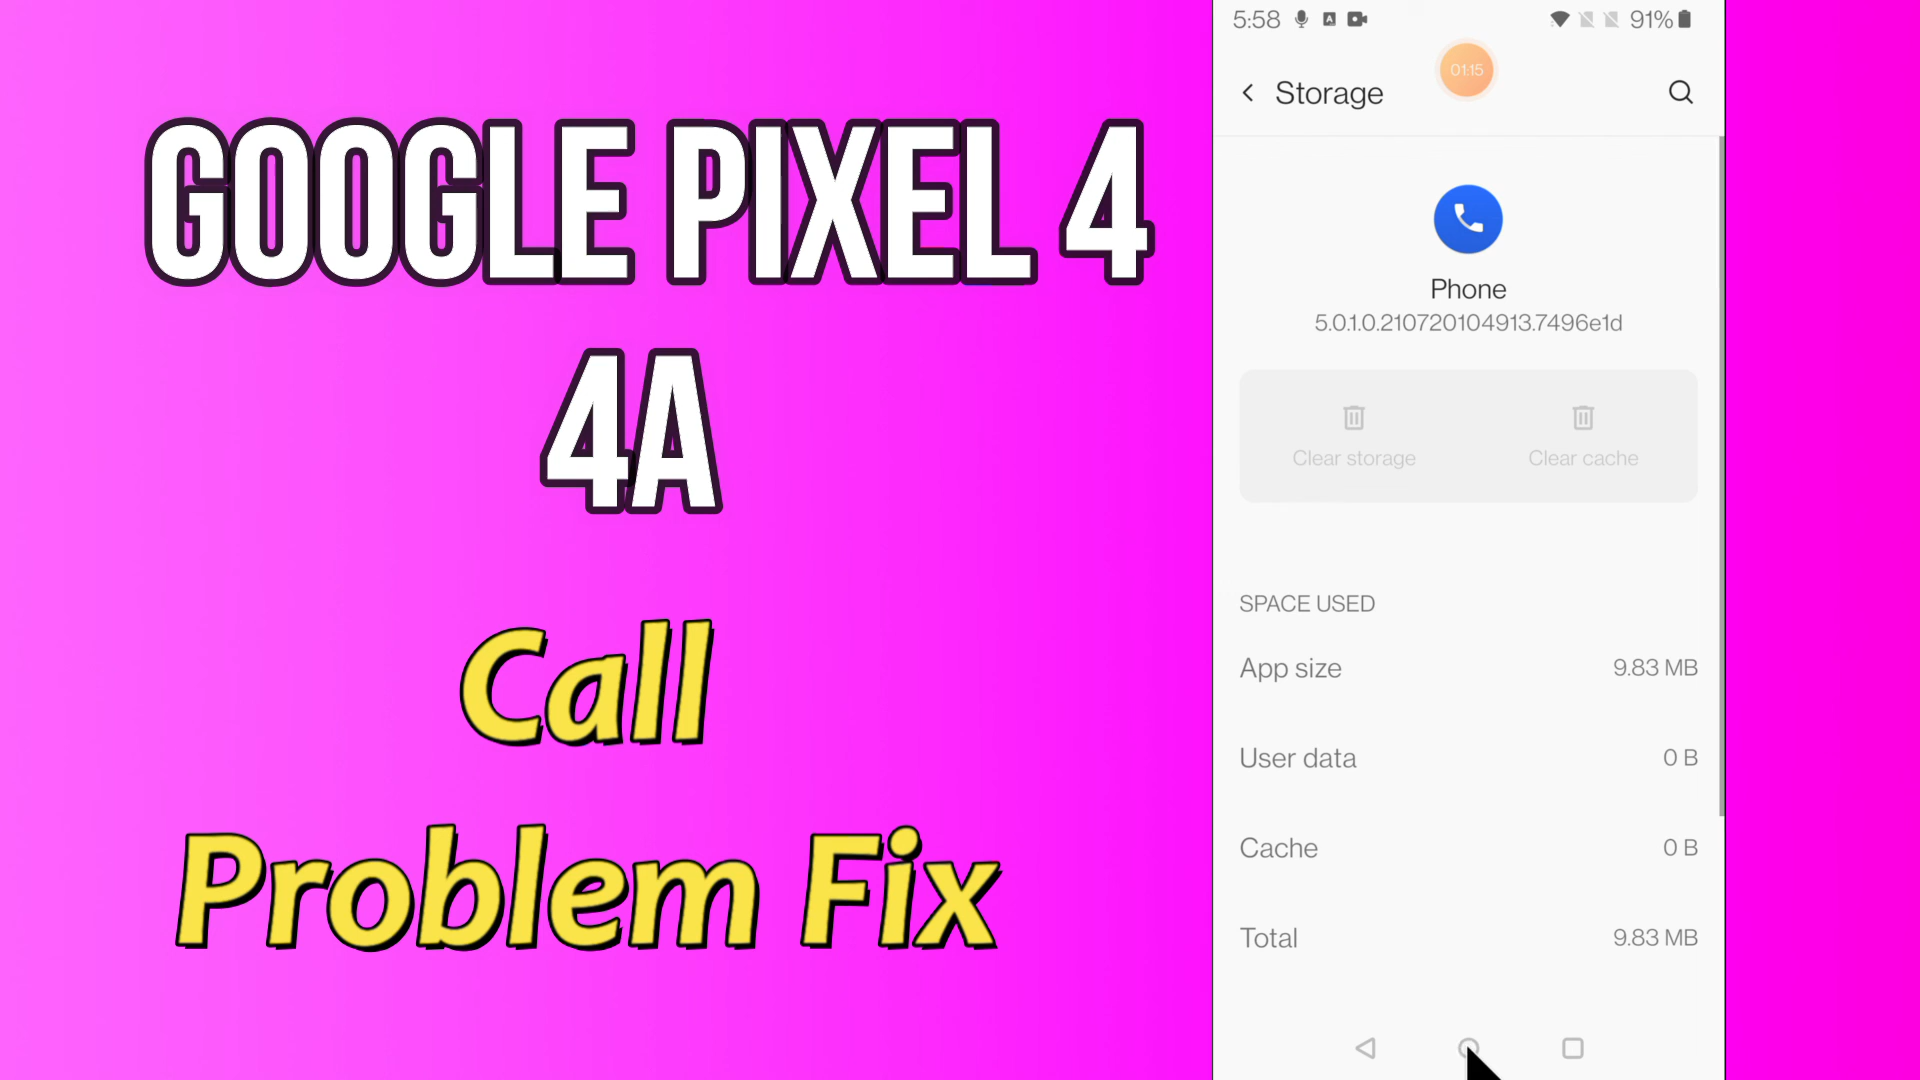 GOOGLE PIXEL 4
4A
Call
Problem Fix
5:58
A
91%
01:15
Storage
Phone
5.0.1.0.210720104913.7496e1d
Clear storage
Clear cache
SPACE USED
App size
9.83 MB
User data
0 B
Cache
0 B
Total
9.83 MB